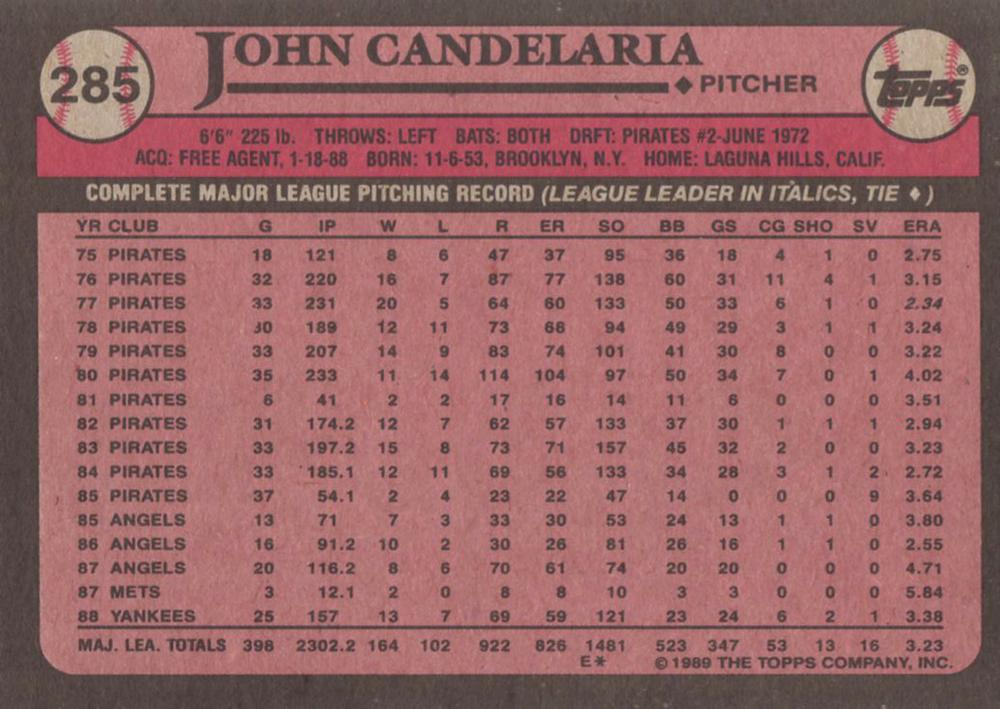 285
JOHN CANDELARIA
◆ PITCHER
TOPPS®
6'6" 225 lb. THROWS: LEFT BATS: BOTH DRFT: PIRATES #2-JUNE 1972
ACQ: FREE AGENT, 1-18-88 BORN: 11-6-53, BROOKLYN, N.Y. HOME: LAGUNA HILLS, CALIF.
COMPLETE MAJOR LEAGUE PITCHING RECORD (LEAGUE LEADER IN ITALICS, TIE ♦)
YR CLUB G IP W L R ER SO BB GS CG SHO SV ERA
75 PIRATES 18 121 8 6 47 37 95 36 18 4 1 0 2.75
76 PIRATES 32 220 16 7 87 77 138 60 31 11 4 1 3.15
77 PIRATES 33 231 20 5 64 60 133 50 33 6 1 0 2.34
78 PIRATES 30 189 12 11 73 68 94 49 29 3 1 1 3.24
79 PIRATES 33 207 14 9 83 74 101 41 30 8 0 0 3.22
80 PIRATES 35 233 11 14 114 104 97 50 34 7 0 1 4.02
81 PIRATES 6 41 2 2 17 16 14 11 6 0 0 0 3.51
82 PIRATES 31 174.2 12 7 62 57 133 37 30 1 1 1 2.94
83 PIRATES 33 197.2 15 8 73 71 157 45 32 2 0 0 3.23
84 PIRATES 33 185.1 12 11 69 56 133 34 28 3 1 2 2.72
85 PIRATES 37 54.1 2 4 23 22 47 14 0 0 0 9 3.64
85 ANGELS 13 71 7 3 33 30 53 24 13 1 1 0 3.80
86 ANGELS 16 91.2 10 2 30 26 81 26 16 1 1 0 2.55
87 ANGELS 20 116.2 8 6 70 61 74 20 20 0 0 0 4.71
87 METS 3 12.1 2 0 8 8 10 3 3 0 0 0 5.84
88 YANKEES 25 157 13 7 69 59 121 23 24 6 2 1 3.38
MAJ. LEA. TOTALS 398 2302.2 164 102 922 826 1481 523 347 53 13 16 3.23
E* © 1989 THE TOPPS COMPANY, INC.